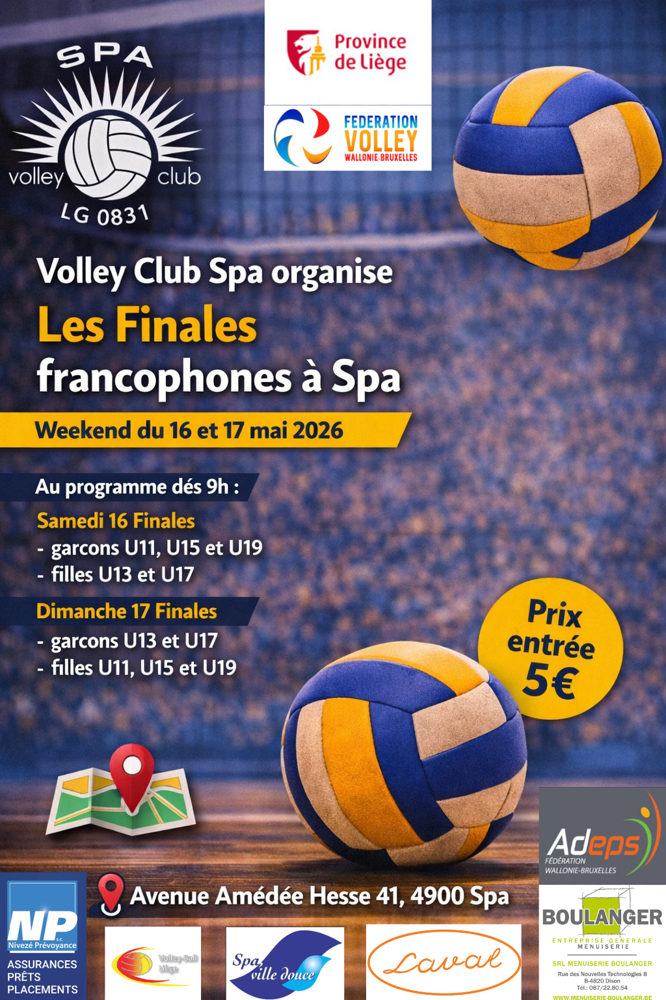 SPA
volley club
LG 0831
Province
de Liège
FEDERATION
VOLLEY
WALLONIE-BRUXELLES
Volley Club Spa organise
Les Finales
francophones à Spa
Weekend du 16 et 17 mai 2026
Au programme dés 9h :
Samedi 16 Finales
- garcons U11, U15 et U19
- filles U13 et U17
Dimanche 17 Finales
- garcons U13 et U17
- filles U11, U15 et U19
Prix
entrée
5€
Avenue Amédée Hesse 41, 4900 Spa
Adeps
FÉDÉRATION
WALLONIE-BRUXELLES
NP s.c.
Nivezé Prévoyance
ASSURANCES
PRÊTS
PLACEMENTS
Volley-Ball
Liège
Spa,
ville douce
Laval
BOULANGER
ENTREPRISE GENERALE
MENUISERIE
SRL MENUISERIE BOULANGER
Rue des Nouvelles Technologies 8
B-4820 Dison
Tél.: 087/22.80.54
WWW.MENUISERIE-BOULANGER.BE